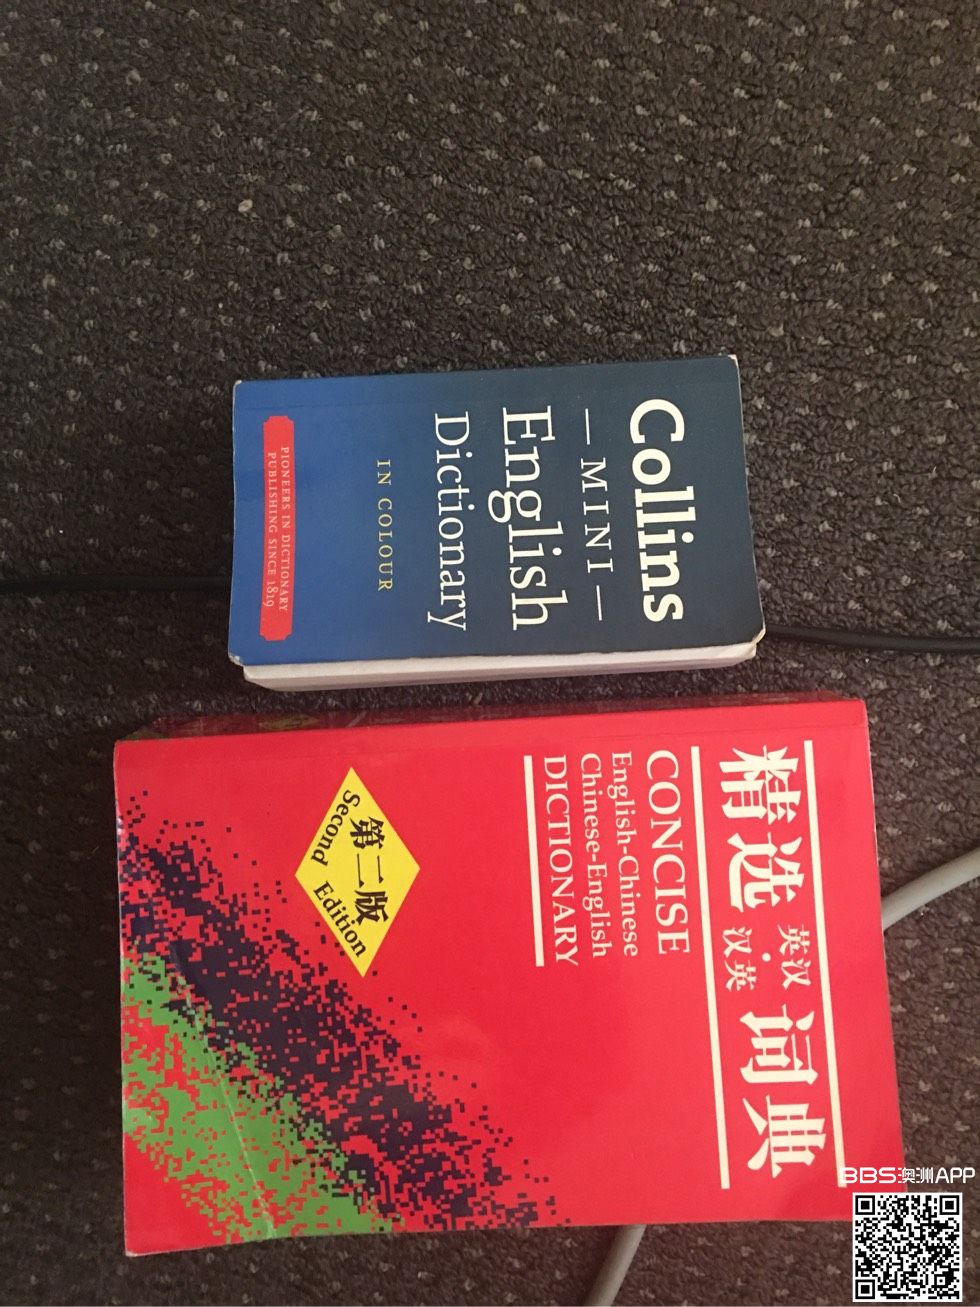 Collins
MINI
English
Dictionary
IN COLOUR
PIONEERS IN DICTIONARY
PUBLISHING SINCE 1819
精选 英汉·汉英 词典
CONCISE
English-Chinese
Chinese-English
DICTIONARY
第二版
Second Edition
BBS澳洲APP